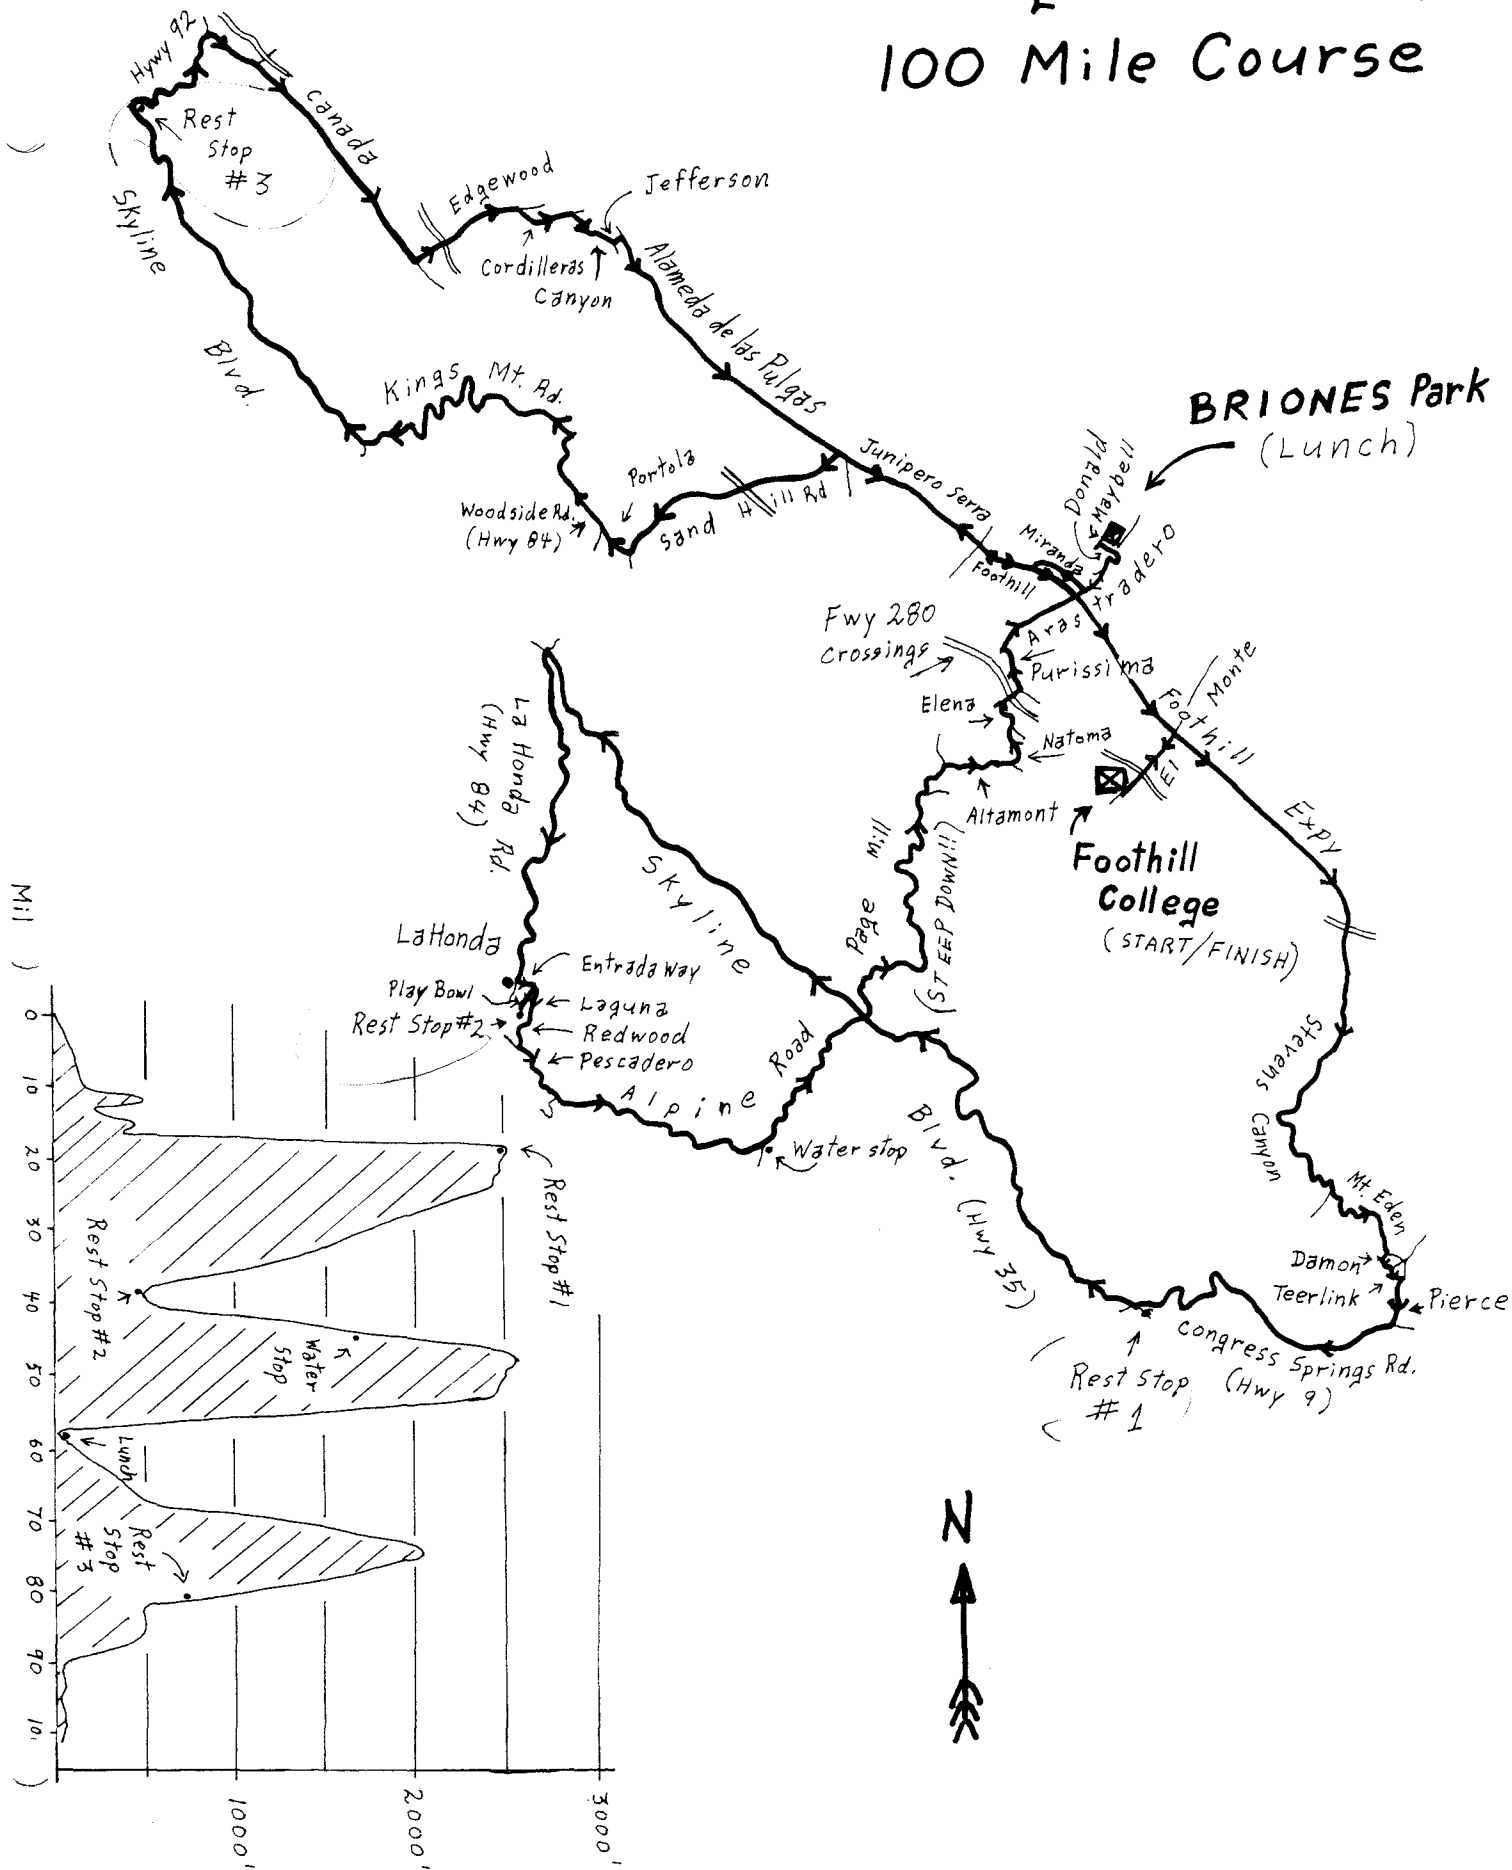 100 Mile Course
Hywy 92
Rest
Stop
#3
Canada
Edgewood
Jefferson
Cordilleras
Canyon
Skyline
Blvd.
Alameda de las Pulgas
Kings Mt. Rd.
BRIONES Park
(Lunch)
Portola
Woodside Rd.
(Hwy 84)
Sand Hill Rd
Junipero Serra
Donald
Maybell
Miranda
Foothill
Arastradero
Fwy 280
Crossings
Purissima
Elena
Natoma
Altamont
El Monte
Foothill Expy
Foothill
College
(START/FINISH)
La Honda Rd.
(Hwy 84)
Skyline
Page Mill
(STEEP DOWN!!)
LaHonda
Entrada Way
Play Bowl
Laguna
Rest Stop #2
Redwood
Pescadero
Alpine Road
Water stop
Blvd. (Hwy 35)
Stevens
Canyon
Mt. Eden
Damon
Teerlink
Pierce
Congress Springs Rd.
(Hwy 9)
Rest Stop
#1
N
Mil )
0
10
20
30
40
50
60
70
80
90
10. )
Rest Stop #1
Rest Stop #2
Water
Stop
Lunch
Rest
Stop
#3
1000'
2000'
3000'